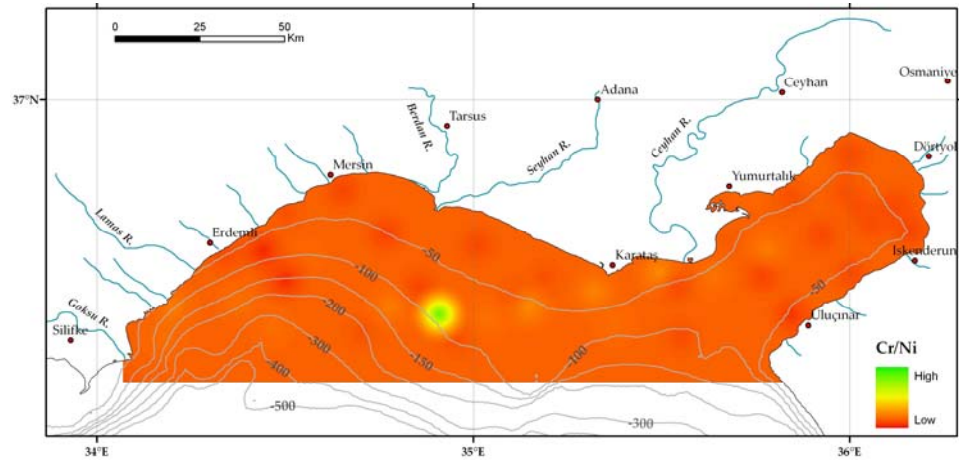 0 25 50
Km
Osmaniye
Ceyhan
37°N
Adana
Tarsus
Berdan R.
Ceyhan R.
Seyhan R.
Dörtyol
Mersin
Yumurtalık
Lamas R.
Erdemli
-50
Karataş
Iskenderun
-100
-50
Goksu R.
-200
Silifke
Uluçınar
-300
-150
-100
Cr/Ni
-400
High
-500
-300
Low
34°E
35°E
36°E